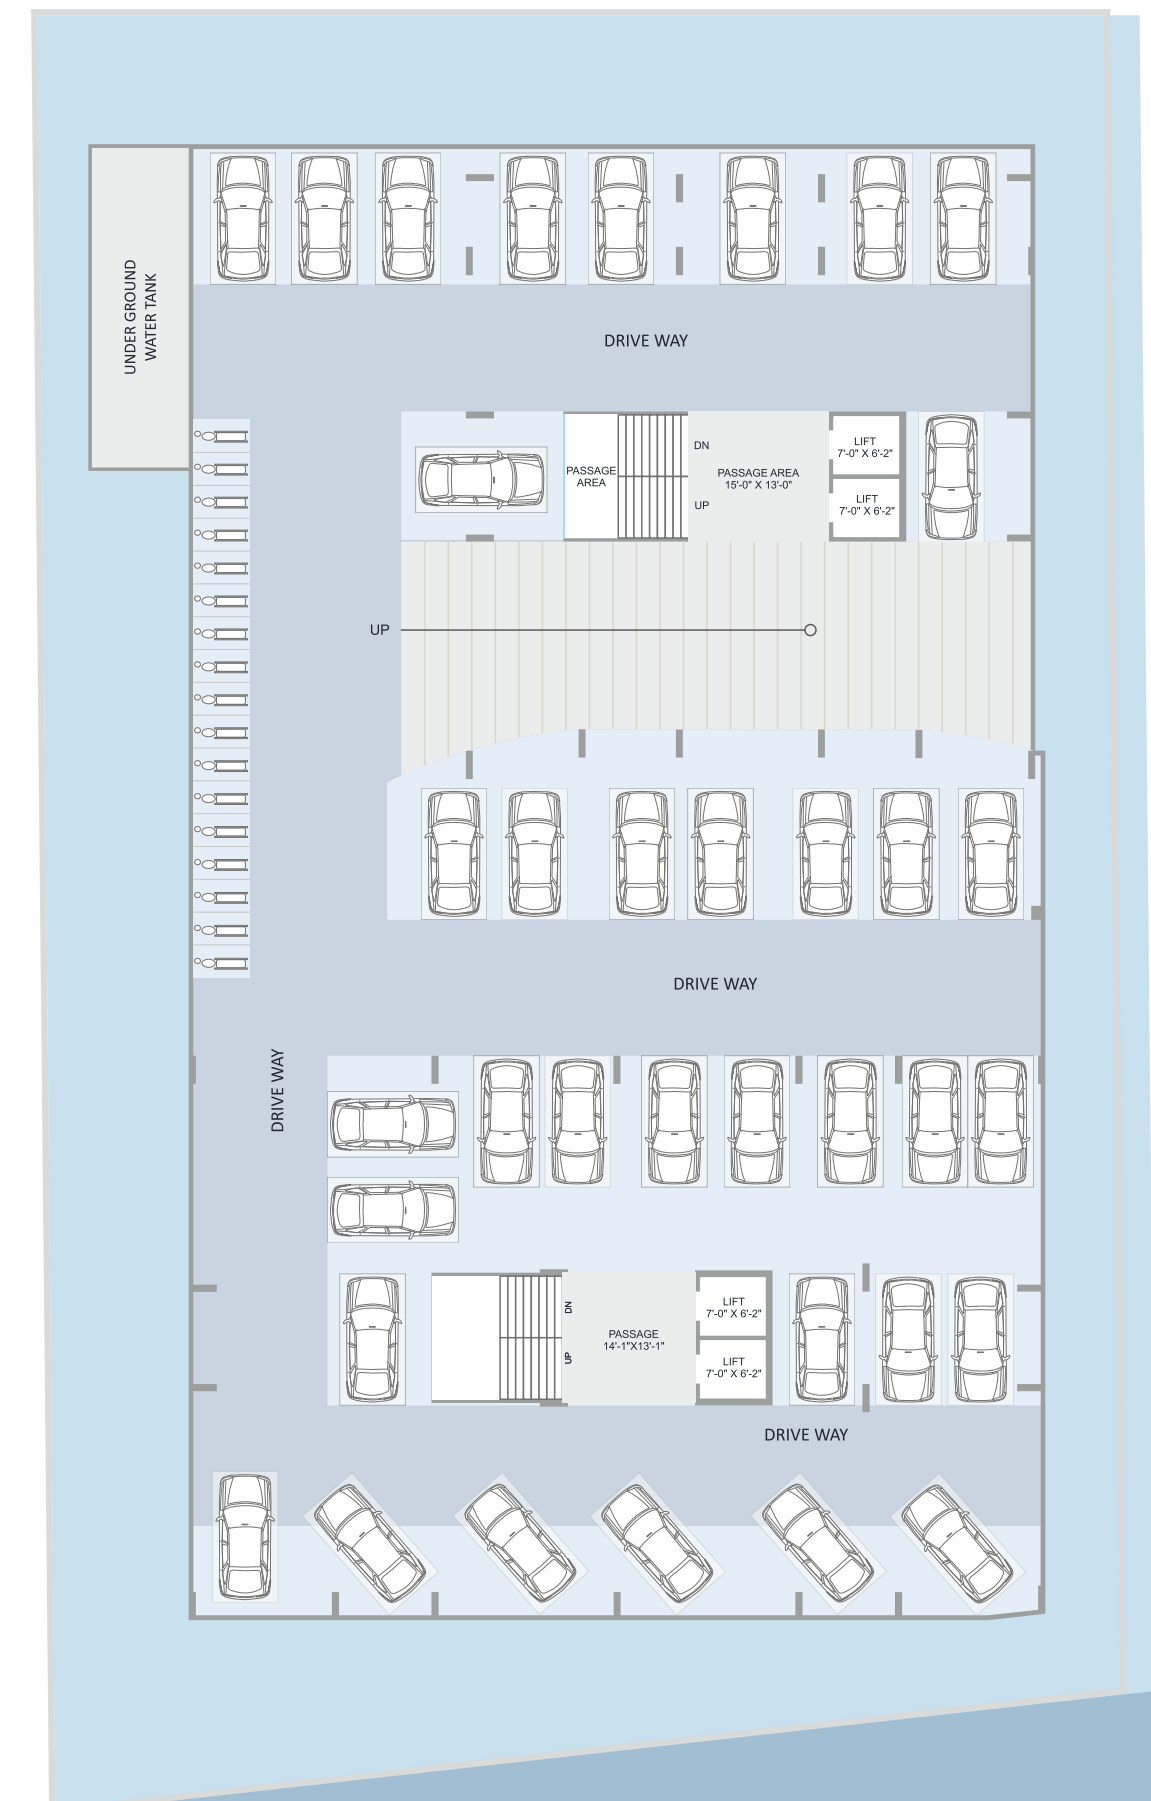 UNDER GROUND
WATER TANK
DRIVE WAY
PASSAGE
AREA
DN
UP
PASSAGE AREA
15'-0" X 13'-0"
LIFT
7'-0" X 6'-2"
LIFT
7'-0" X 6'-2"
UP
DRIVE WAY
DRIVE WAY
DN
UP
PASSAGE
14'-1"X13'-1"
LIFT
7'-0" X 6'-2"
LIFT
7'-0" X 6'-2"
DRIVE WAY